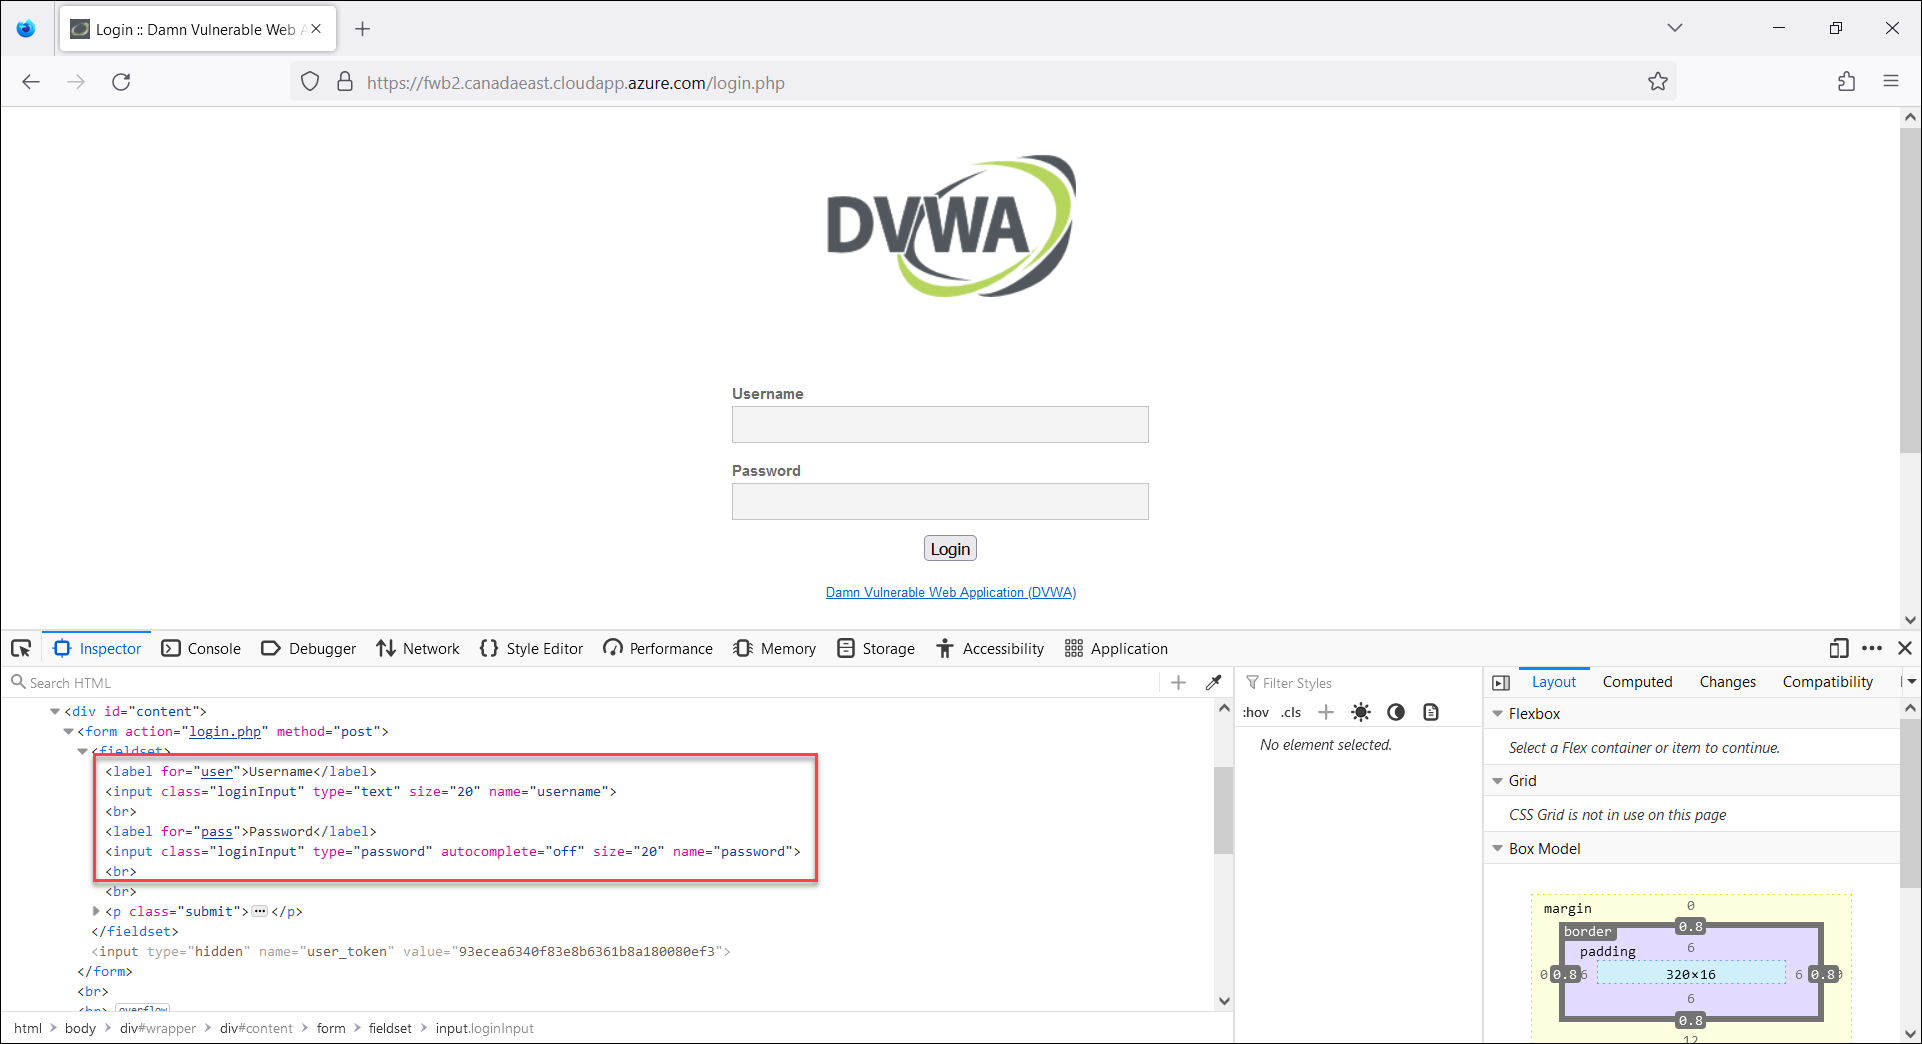 Login :: Damn Vulnerable Web A
https://fwb2.canadaeast.cloudapp.azure.com/login.php
DVWA
Username
Password
Login
Damn Vulnerable Web Application (DVWA)
Inspector Console Debugger Network Style Editor Performance Memory Storage Accessibility Application
Search HTML
<div id="content">
<form action="login.php" method="post">
<fieldset>
<label for="user">Username</label>
<input class="loginInput" type="text" size="20" name="username">
<br>
<label for="pass">Password</label>
<input class="loginInput" type="password" autocomplete="off" size="20" name="password">
<br>
<br>
<p class="submit"></p>
</fieldset>
<input type="hidden" name="user_token" value="93ecea6340f83e8b6361b8a180080ef3">
</form>
<br>
<br> overflow
html body div#wrapper div#content form fieldset input.loginInput
Filter Styles
:hov .cls
No element selected.
Layout Computed Changes Compatibility
Flexbox
Select a Flex container or item to continue.
Grid
CSS Grid is not in use on this page
Box Model
margin 0
border 0.8
padding 6
0 0.8 6 320×16 6 0.8
6
0.8
12